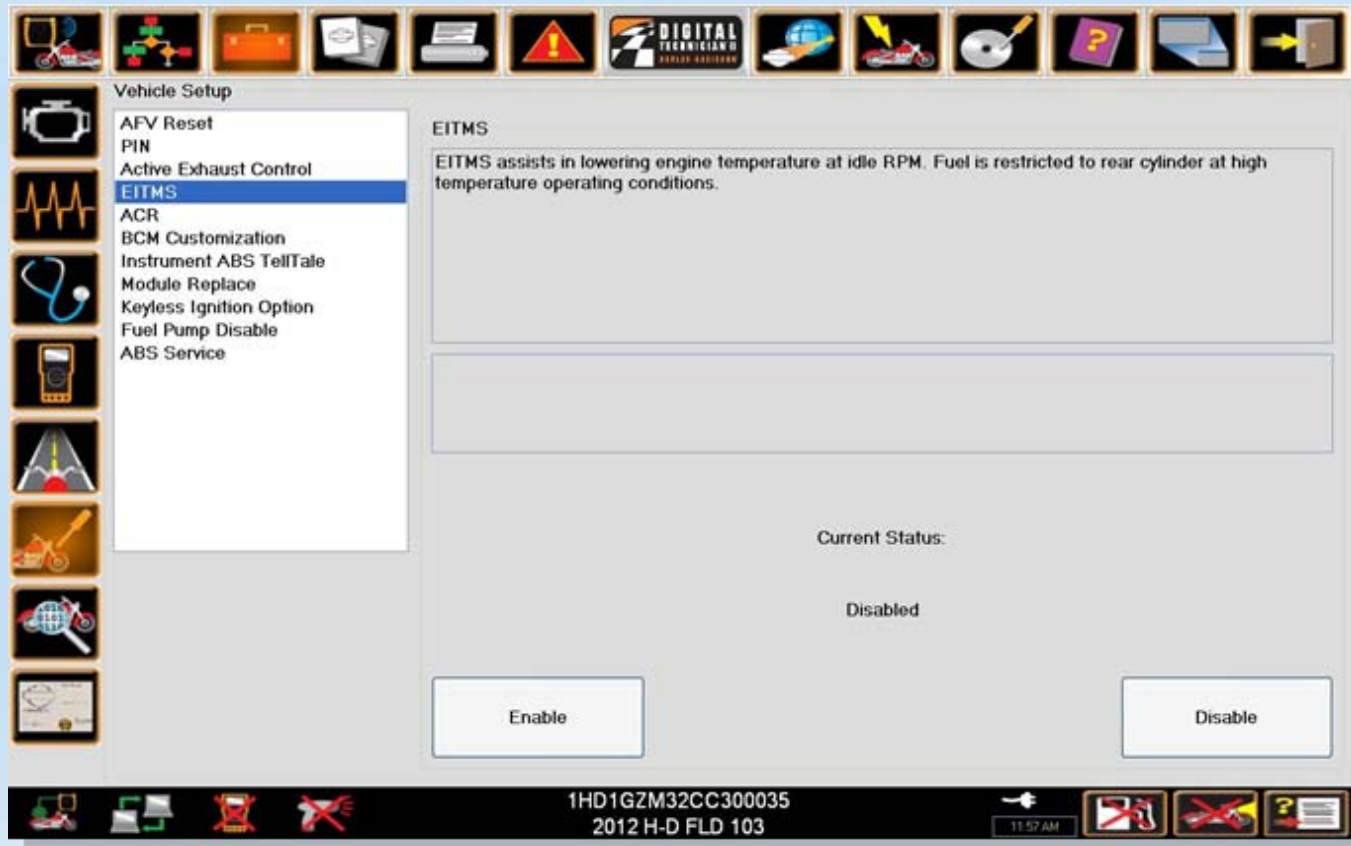 DIGITAL
TECHNICIAN II
HARLEY-DAVIDSON
?
Vehicle Setup
AFV Reset
PIN
Active Exhaust Control
EITMS
ACR
BCM Customization
Instrument ABS TellTale
Module Replace
Keyless Ignition Option
Fuel Pump Disable
ABS Service
EITMS
EITMS assists in lowering engine temperature at idle RPM. Fuel is restricted to rear cylinder at high
temperature operating conditions.
Current Status:
Disabled
Enable
Disable
1HD1GZM32CC300035
2012 H-D FLD 103
11:57 AM
?